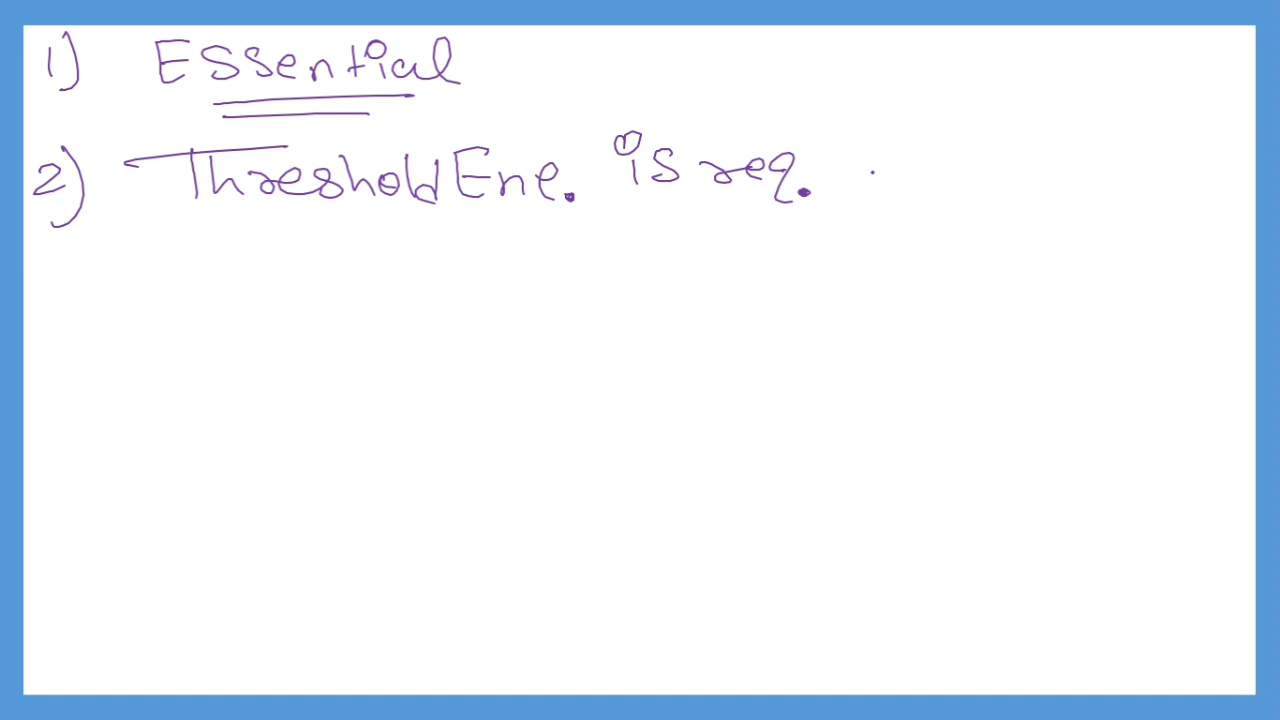 1) Essential
2) Threshold Ene. is req.